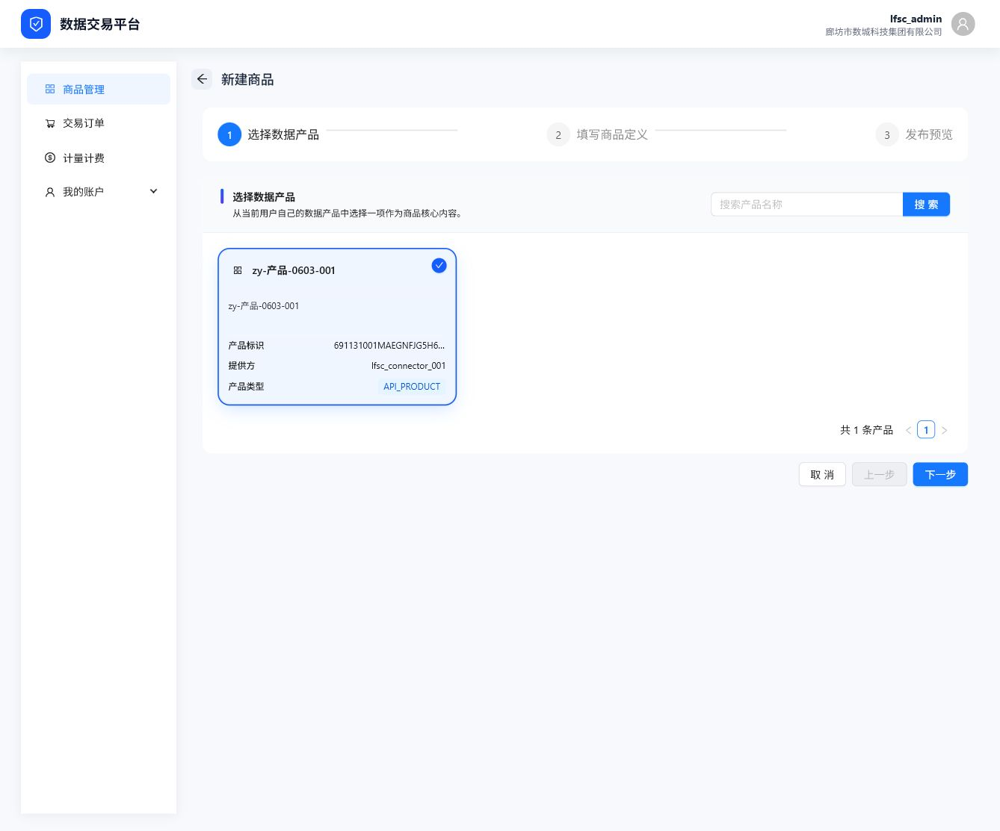 数据交易平台
lfsc_admin
廊坊市数城科技集团有限公司
商品管理
交易订单
计量计费
我的账户
新建商品
1 选择数据产品
2 填写商品定义
3 发布预览
选择数据产品
从当前用户自己的数据产品中选择一项作为商品核心内容。
搜索产品名称
搜 索
zy-产品-0603-001
zy-产品-0603-001
产品标识 691131001MAEGNFJG5H6...
提供方 lfsc_connector_001
产品类型 API_PRODUCT
共 1 条产品 < 1 >
取 消 上一步 下一步